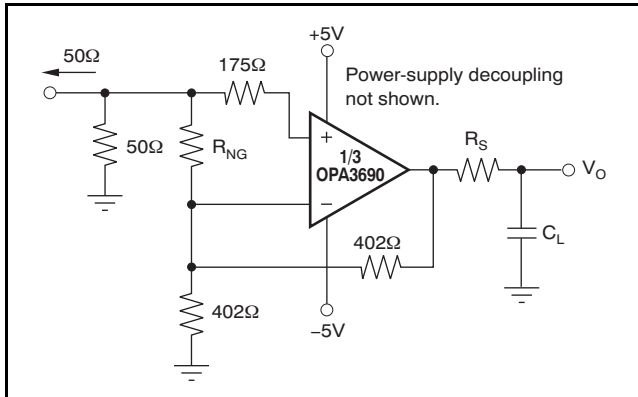 +5V
50Ω
175Ω
Power-supply decoupling
not shown.
50Ω
R_NG
+
1/3
OPA3690
−
R_S
V_O
C_L
402Ω
402Ω
−5V